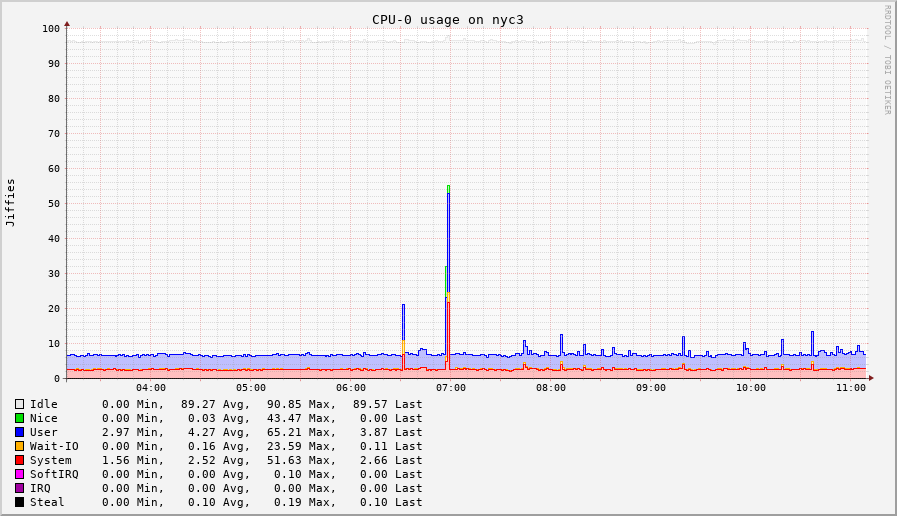 CPU-0 usage on nyc3
RRDTOOL / TOBI OETIKER
Jiffies
100
90
80
70
60
50
40
30
20
10
0
04:00 05:00 06:00 07:00 08:00 09:00 10:00 11:00
Idle 0.00 Min, 89.27 Avg, 90.85 Max, 89.57 Last
Nice 0.00 Min, 0.03 Avg, 43.47 Max, 0.00 Last
User 2.97 Min, 4.27 Avg, 65.21 Max, 3.87 Last
Wait-IO 0.00 Min, 0.16 Avg, 23.59 Max, 0.11 Last
System 1.56 Min, 2.52 Avg, 51.63 Max, 2.66 Last
SoftIRQ 0.00 Min, 0.00 Avg, 0.10 Max, 0.00 Last
IRQ 0.00 Min, 0.00 Avg, 0.00 Max, 0.00 Last
Steal 0.00 Min, 0.10 Avg, 0.19 Max, 0.10 Last